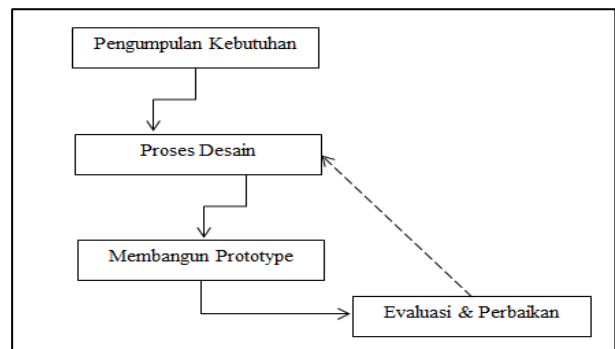 Pengumpulan Kebutuhan
Proses Desain
Membangun Prototype
Evaluasi & Perbaikan